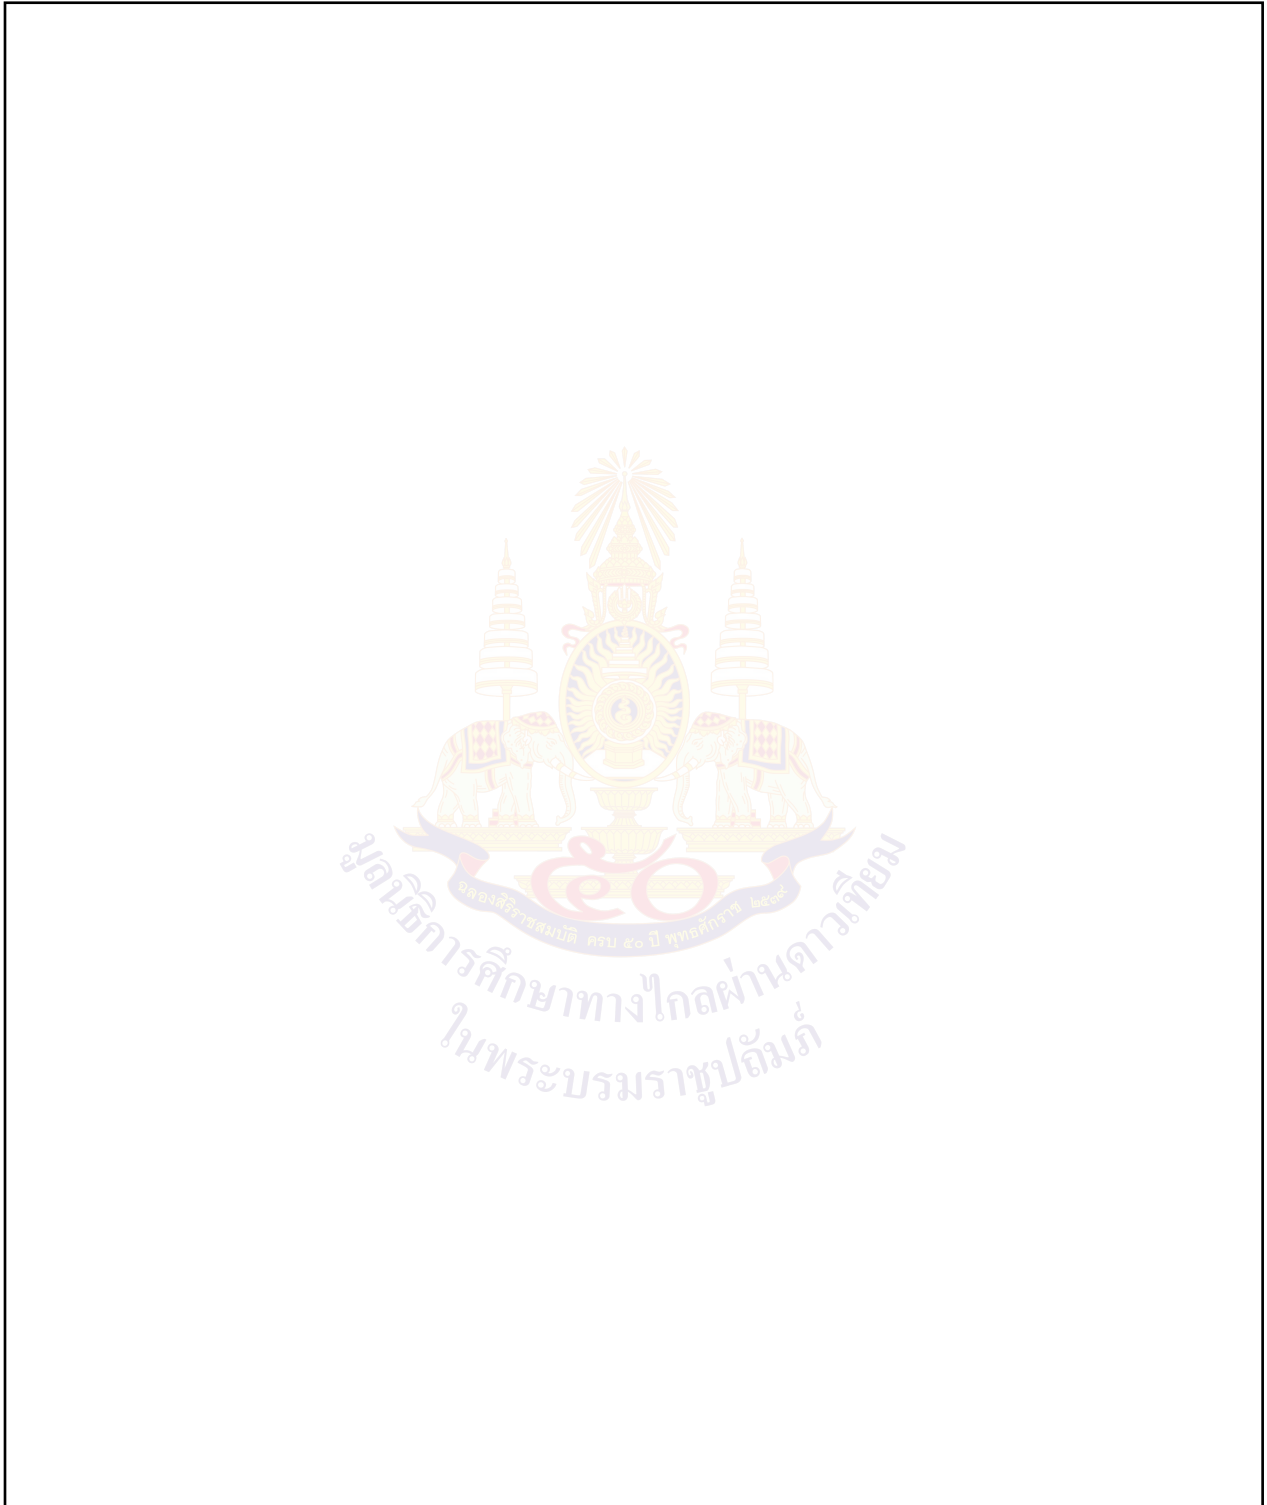 ๕๐
ฉลองสิริราชสมบัติ ครบ ๕๐ ปี พุทธศักราช ๒๕๓๙
มูลนิธิการศึกษาทางไกลผ่านดาวเทียม
ในพระบรมราชูปถัมภ์